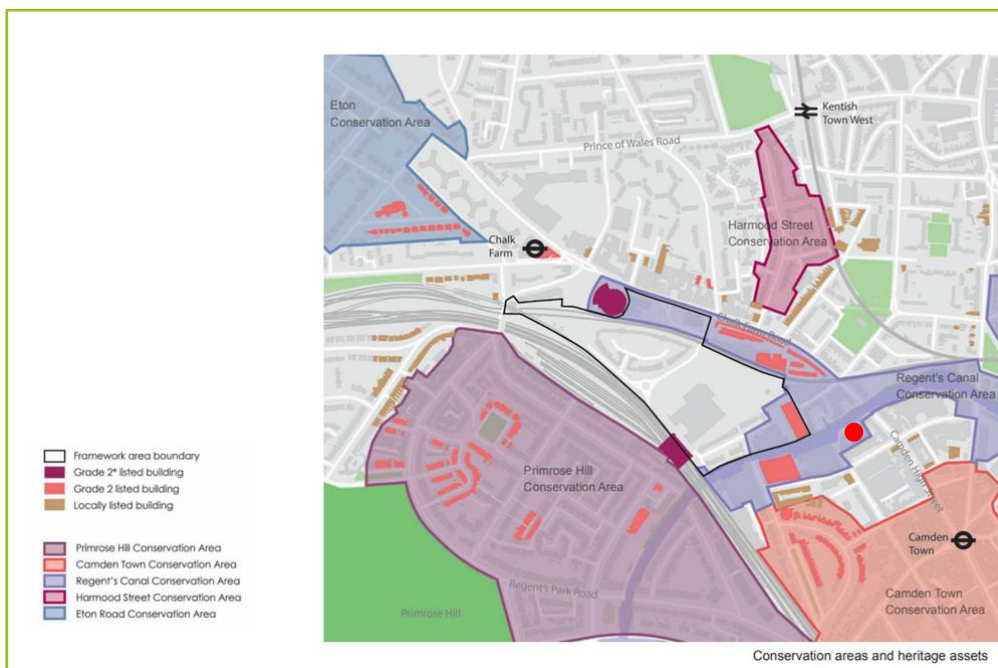 Eton
Conservation Area
Kentish
Town West
Prince of Wales Road
Harmood Street
Conservation Area
Chalk
Farm
Chalk Farm Road
Regent's Canal
Conservation Area
Camden High Street
Primrose Hill
Conservation Area
Camden
Town
Regent's Park Road
Camden Town
Conservation Area
Primrose Hill
Framework area boundary
Grade 2* listed building
Grade 2 listed building
Locally listed building
Primrose Hill Conservation Area
Camden Town Conservation Area
Regent's Canal Conservation Area
Harmood Street Conservation Area
Eton Road Conservation Area
Conservation areas and heritage assets